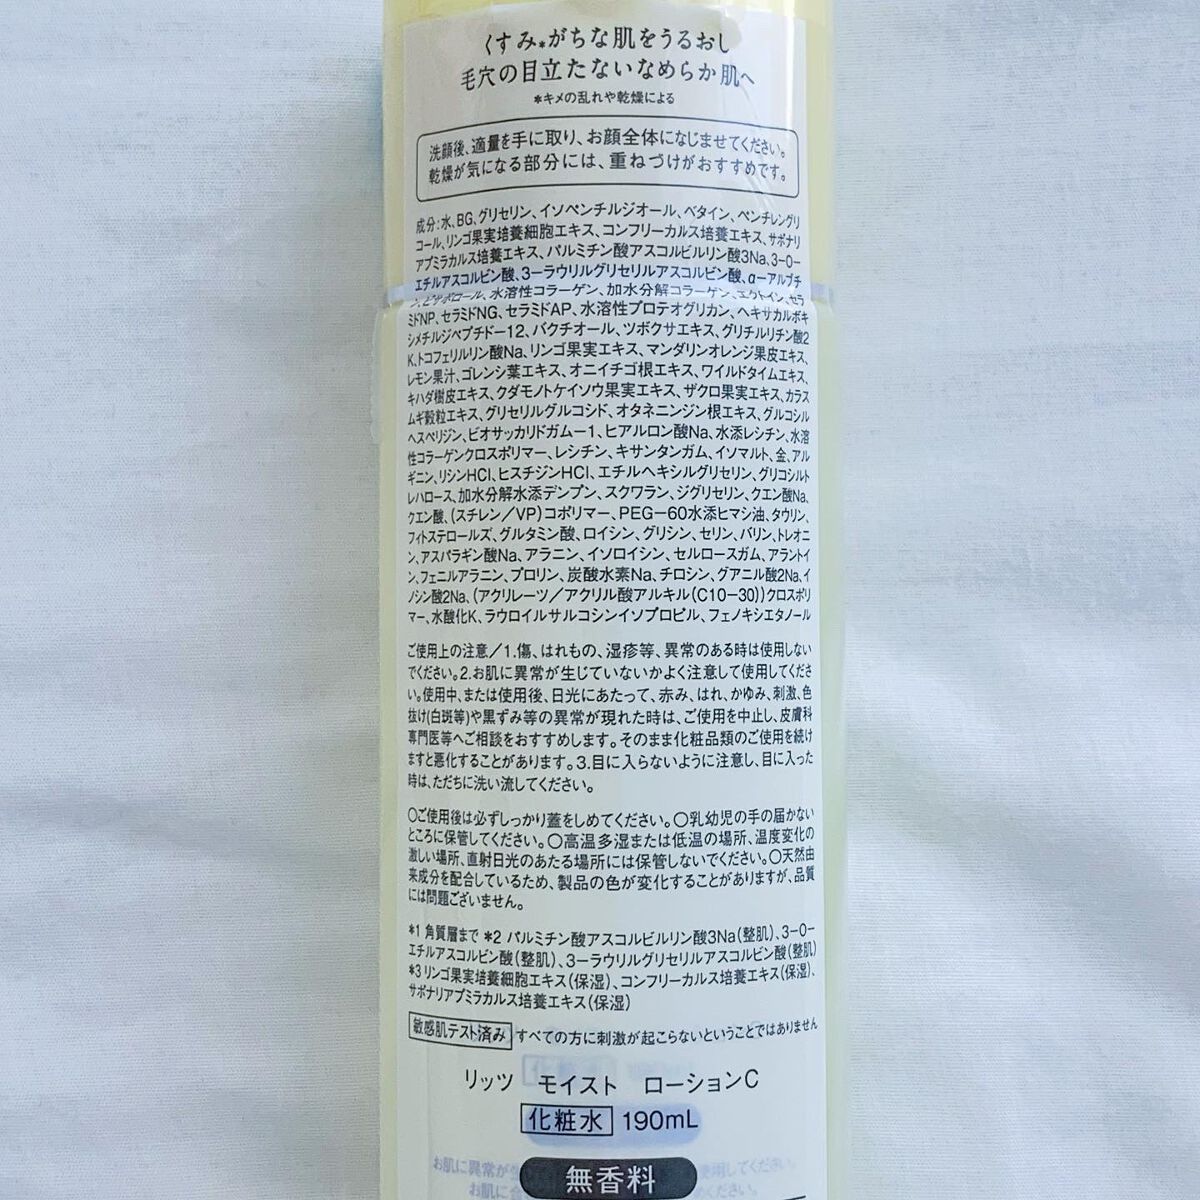 くすみ*がちな肌をうるおし
毛穴の目立たないなめらか肌へ
*キメの乱れや乾燥による
洗顔後、適量を手に取り、お顔全体になじませてください。
乾燥が気になる部分には、重ねづけがおすすめです。
成分:水、BG、グリセリン、イソペンチルジオール、ベタイン、ペンチレングリ
コール、リンゴ果実培養細胞エキス、コンフリーカルス培養エキス、サポナリ
アプミラカルス培養エキス、パルミチン酸アスコルビルリン酸3Na、3-O-
エチルアスコルビン酸、3-ラウリルグリセリルアスコルビン酸、α-アルブチ
ン、ビサボロール、水溶性コラーゲン、加水分解コラーゲン、エクトイン、セラ
ミドNP、セラミドNG、セラミドAP、水溶性プロテオグリカン、ヘキサカルボキ
シメチルジペプチド-12、バクチオール、ツボクサエキス、グリチルリチン酸2
K、トコフェリルリン酸Na、リンゴ果実エキス、マンダリンオレンジ果皮エキス、
レモン果汁、ゴレンシ葉エキス、オニイチゴ根エキス、ワイルドタイムエキス、
キハダ樹皮エキス、クダモノトケイソウ果実エキス、ザクロ果実エキス、カラス
ムギ穀粒エキス、グリセリルグルコシド、オタネニンジン根エキス、グルコシル
ヘスペリジン、ビオサッカリドガム-1、ヒアルロン酸Na、水添レシチン、水溶
性コラーゲンクロスポリマー、レシチン、キサンタンガム、イソマルト、金、アル
ギニン、リシンHCl、ヒスチジンHCl、エチルヘキシルグリセリン、グリコシルト
レハロース、加水分解水添デンプン、スクワラン、ジグリセリン、クエン酸Na、
クエン酸、(スチレン/VP)コポリマー、PEG-60水添ヒマシ油、タウリン、
フィトステロールズ、グルタミン酸、ロイシン、グリシン、セリン、バリン、トレオニ
ン、アスパラギン酸Na、アラニン、イソロイシン、セルロースガム、アラントイ
ン、フェニルアラニン、プロリン、炭酸水素Na、チロシン、グアニル酸2Na、イ
ノシン酸2Na、(アクリレーツ/アクリル酸アルキル(C10-30))クロスポリ
マー、水酸化K、ラウロイルサルコシンイソプロピル、フェノキシエタノール
ご使用上の注意/1.傷、はれもの、湿疹等、異常のある時は使用しない
でください。2.お肌に異常が生じていないかよく注意して使用してくださ
い。使用中、または使用後、日光にあたって、赤み、はれ、かゆみ、刺激、色
抜け(白斑等)や黒ずみ等の異常が現れた時は、ご使用を中止し、皮膚科
専門医等へご相談をおすすめします。そのまま化粧品類のご使用を続け
ますと悪化することがあります。3.目に入らないように注意し、目に入った
時は、ただちに洗い流してください。
○ご使用後は必ずしっかり蓋をしめてください。○乳幼児の手の届かない
ところに保管してください。○高温多湿または低温の場所、温度変化の
激しい場所、直射日光のあたる場所には保管しないでください。○天然由
来成分を配合しているため、製品の色が変化することがありますが、品質
には問題ございません。
*1 角質層まで *2 パルミチン酸アスコルビルリン酸3Na(整肌)、3-O-
エチルアスコルビン酸(整肌)、3-ラウリルグリセリルアスコルビン酸(整肌)
*3 リンゴ果実培養細胞エキス(保湿)、コンフリーカルス培養エキス(保湿)、
サポナリアプミラカルス培養エキス(保湿)
敏感肌テスト済み すべての方に刺激が起こらないということではありません
リッツ モイスト ローションC
化粧水 190mL
無香料